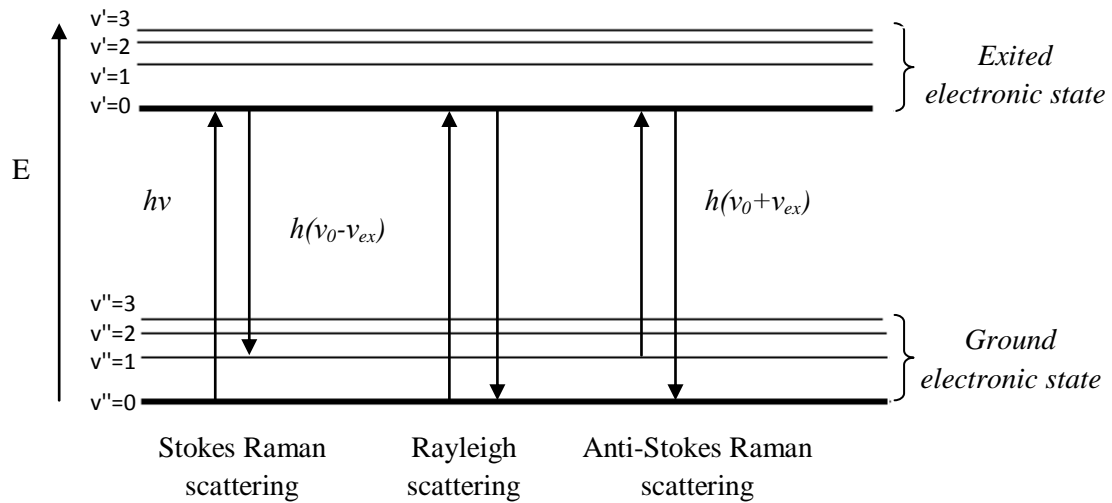 v'=3
v'=2
v'=1
v'=0
Exited
electronic state
E
hν
h(ν0-νex)
h(ν0+νex)
v''=3
v''=2
v''=1
v''=0
Ground
electronic state
Stokes Raman
scattering
Rayleigh
scattering
Anti-Stokes Raman
scattering